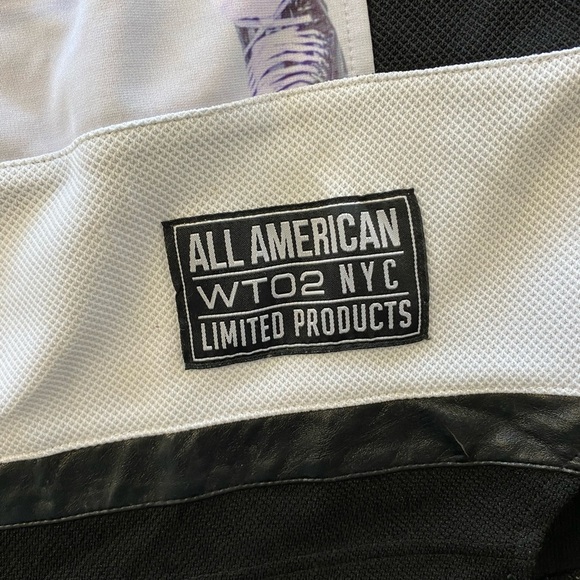 ALL AMERICAN
WT02 NYC
LIMITED PRODUCTS